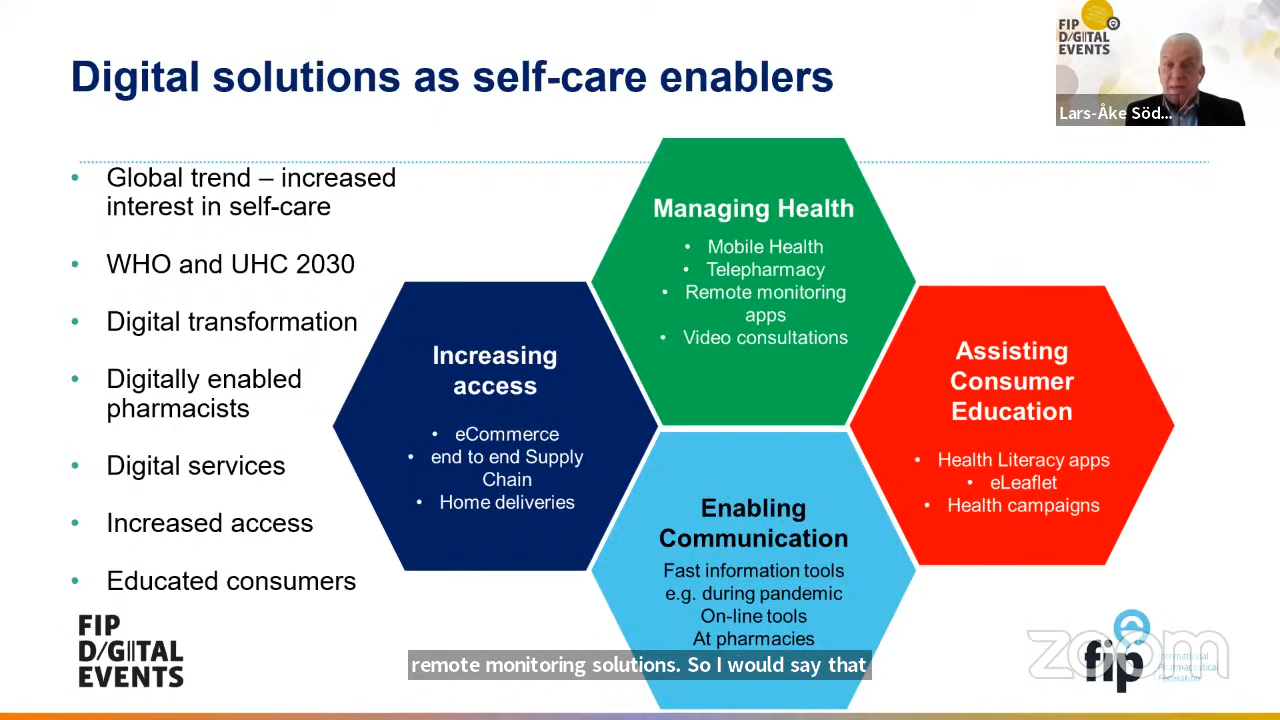 Digital solutions as self-care enablers
FIP
D/G|TAL
EVENTS
Lars-Åke Söd...
• Global trend – increased
interest in self-care
• WHO and UHC 2030
• Digital transformation
• Digitally enabled
pharmacists
• Digital services
• Increased access
• Educated consumers
Increasing
access
• eCommerce
• end to end Supply
Chain
• Home deliveries
Managing Health
• Mobile Health
• Telepharmacy
• Remote monitoring
apps
• Video consultations
Enabling
Communication
Fast information tools
e.g. during pandemic
On-line tools
At pharmacies
Assisting
Consumer
Education
• Health Literacy apps
• eLeaflet
• Health campaigns
remote monitoring solutions. So I would say that
FIP
D/G|TAL
EVENTS
zoom
fip
International
Pharmaceutical
Federation